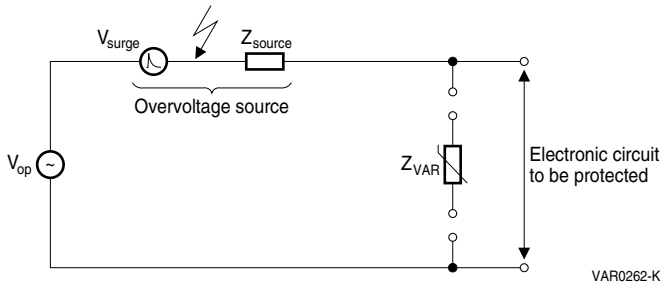 V_surge
Z_source
Overvoltage source
V_op
~
Z_VAR
Electronic circuit
to be protected
VAR0262-K